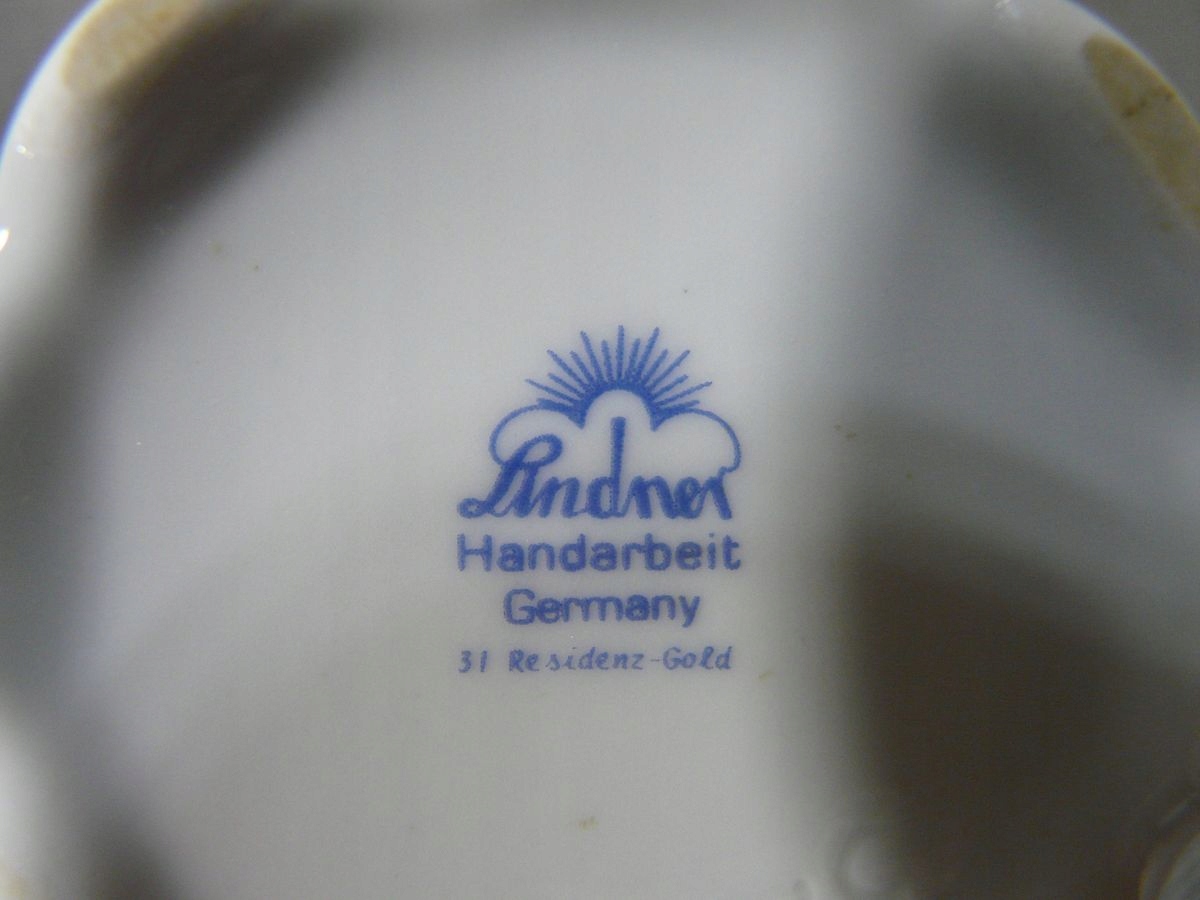 Lindner
Handarbeit
Germany
31 Residenz-Gold